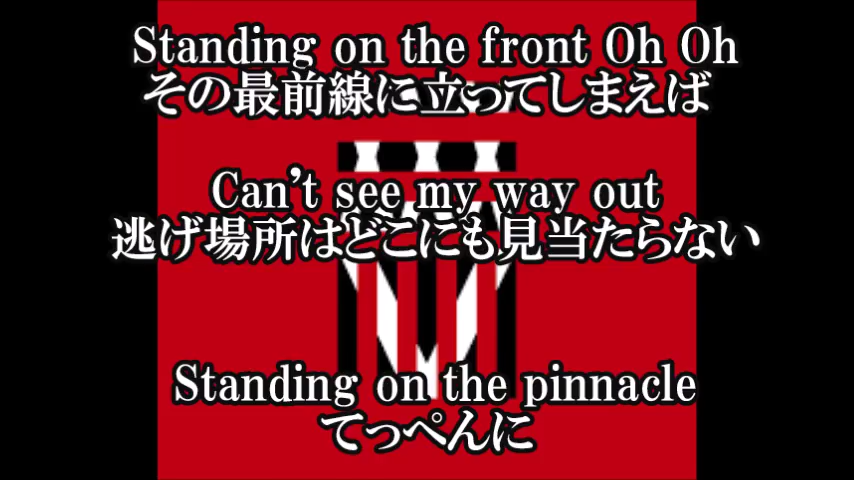 Standing on the front Oh Oh
その最前線に立ってしまえば
Can't see my way out
逃げ場所はどこにも見当たらない
Standing on the pinnacle
てっぺんに